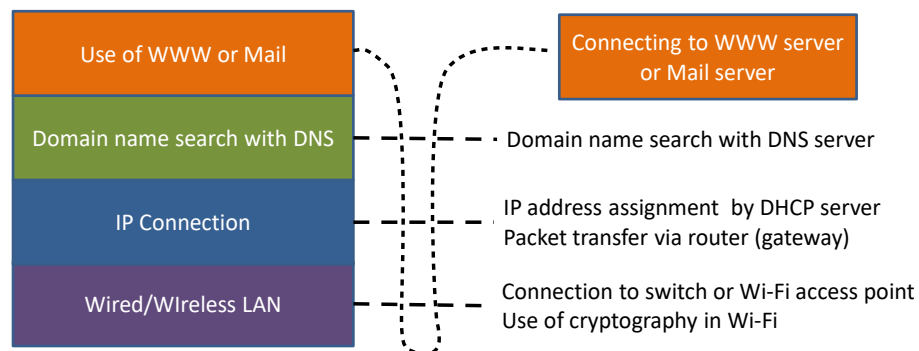 Use of WWW or Mail
Connecting to WWW server
or Mail server
Domain name search with DNS
Domain name search with DNS server
IP Connection
IP address assignment  by DHCP server
Packet transfer via router (gateway)
Wired/WIreless LAN
Connection to switch or Wi-Fi access point
Use of cryptography in Wi-Fi